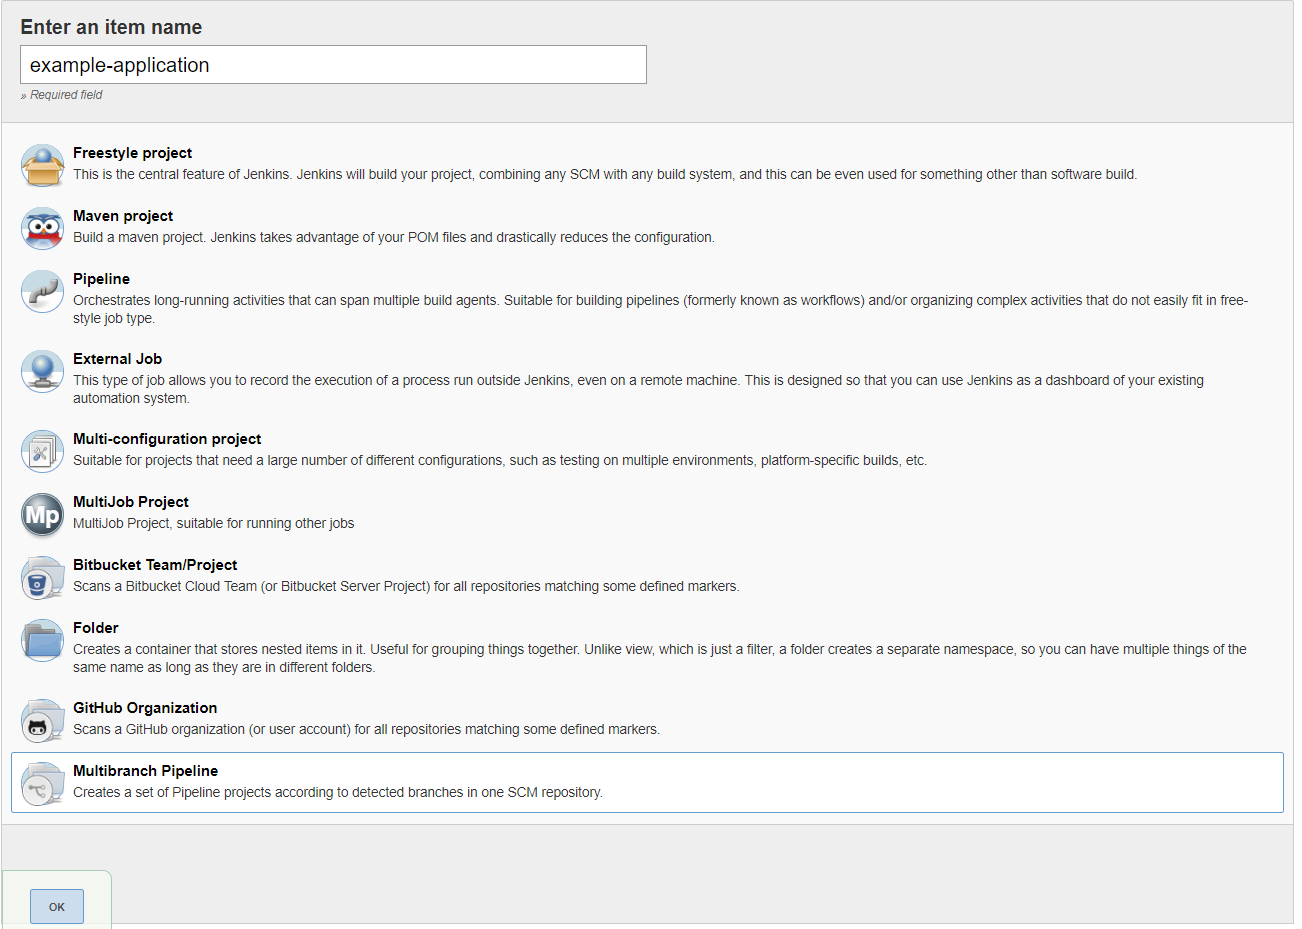 Enter an item name
example-application
» Required field
Freestyle project
This is the central feature of Jenkins. Jenkins will build your project, combining any SCM with any build system, and this can be even used for something other than software build.
Maven project
Build a maven project. Jenkins takes advantage of your POM files and drastically reduces the configuration.
Pipeline
Orchestrates long-running activities that can span multiple build agents. Suitable for building pipelines (formerly known as workflows) and/or organizing complex activities that do not easily fit in free-
style job type.
External Job
This type of job allows you to record the execution of a process run outside Jenkins, even on a remote machine. This is designed so that you can use Jenkins as a dashboard of your existing
automation system.
Multi-configuration project
Suitable for projects that need a large number of different configurations, such as testing on multiple environments, platform-specific builds, etc.
Mp
MultiJob Project
MultiJob Project, suitable for running other jobs
Bitbucket Team/Project
Scans a Bitbucket Cloud Team (or Bitbucket Server Project) for all repositories matching some defined markers.
Folder
Creates a container that stores nested items in it. Useful for grouping things together. Unlike view, which is just a filter, a folder creates a separate namespace, so you can have multiple things of the
same name as long as they are in different folders.
GitHub Organization
Scans a GitHub organization (or user account) for all repositories matching some defined markers.
Multibranch Pipeline
Creates a set of Pipeline projects according to detected branches in one SCM repository.
OK